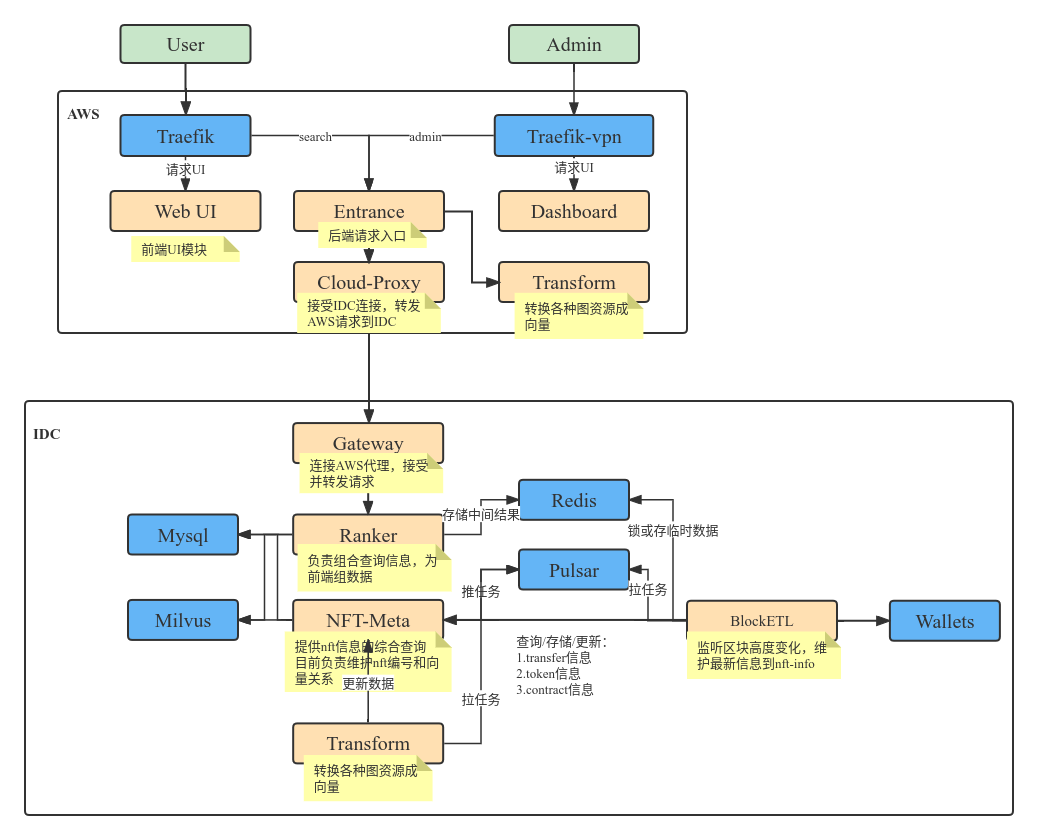 User
Admin
AWS
Traefik
search
admin
Traefik-vpn
请求UI
请求UI
Web UI
Entrance
Dashboard
前端UI模块
后端请求入口
Cloud-Proxy
Transform
接受IDC连接，转发
AWS请求到IDC
转换各种图资源成
向量
IDC
Gateway
连接AWS代理，接受
并转发请求
Redis
存储中间结果
Mysql
Ranker
锁或存临时数据
负责组合查询信息，为
前端组数据
Pulsar
推任务
拉任务
Milvus
NFT-Meta
BlockETL
Wallets
提供nft信息的综合查询
目前负责维护nft编号和向
量关系
更新数据
查询/存储/更新：
1.transfer信息
2.token信息
3.contract信息
监听区块高度变化，维
护最新信息到nft-info
拉任务
Transform
转换各种图资源成
向量